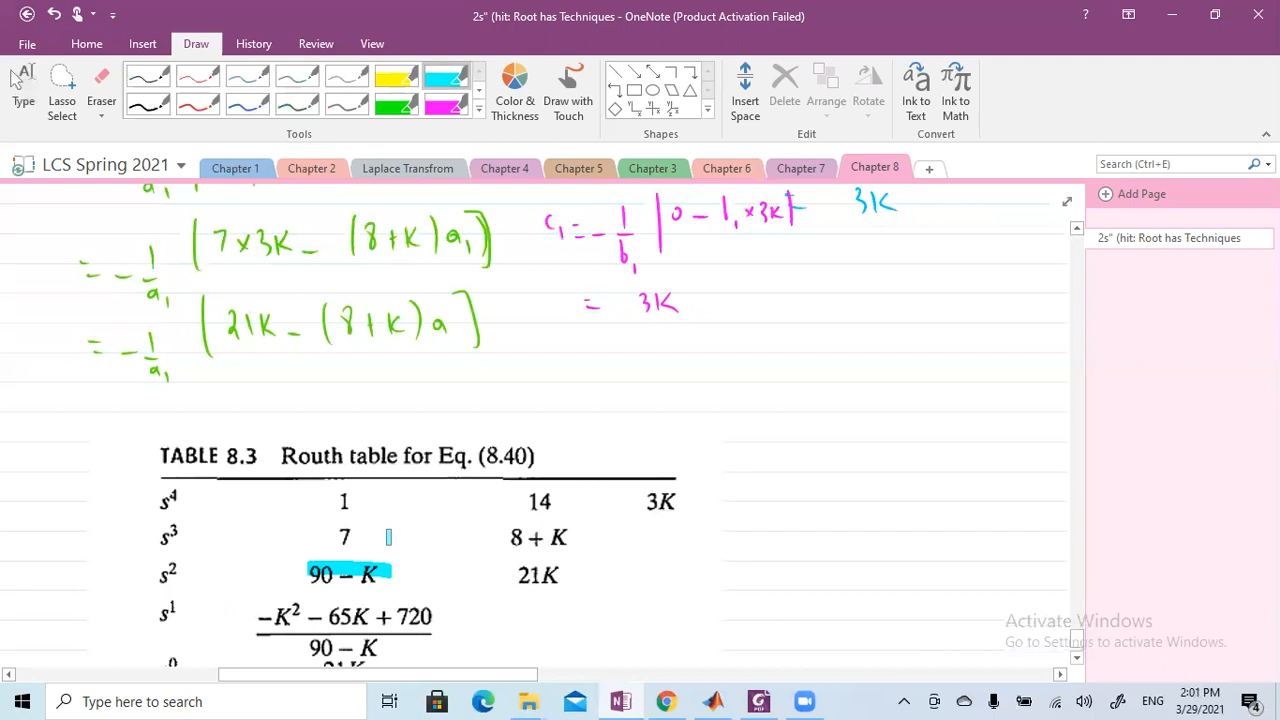 2s" (hit: Root has Techniques - OneNote (Product Activation Failed)
File Home Insert Draw History Review View
Type
Lasso Select
Eraser
Color & Thickness
Draw with Touch
Insert Space
Delete
Arrange
Rotate
Ink to Text
Ink to Math
Tools
Shapes
Edit
Convert
LCS Spring 2021
Chapter 1 Chapter 2 Laplace Transfrom Chapter 4 Chapter 5 Chapter 3 Chapter 6 Chapter 7 Chapter 8
Search (Ctrl+E)
Add Page
2s" (hit: Root has Techniques
a₁
= - 1/a₁ (7×3K - (8+K)a₁)
= - 1/a₁ (21K - (8+K)a]
c₁ = - 1/b₁ |0 - b₁×3K|
= 3K
3K
TABLE 8.3 Routh table for Eq. (8.40)
s⁴ 1 14 3K
s³ 7 8 + K
s² 90 − K 21K
s¹ −K² − 65K + 720
90 − K
s⁰ 21K
Activate Windows
Go to Settings to activate Windows.
Type here to search
2:01 PM
3/29/2021
4